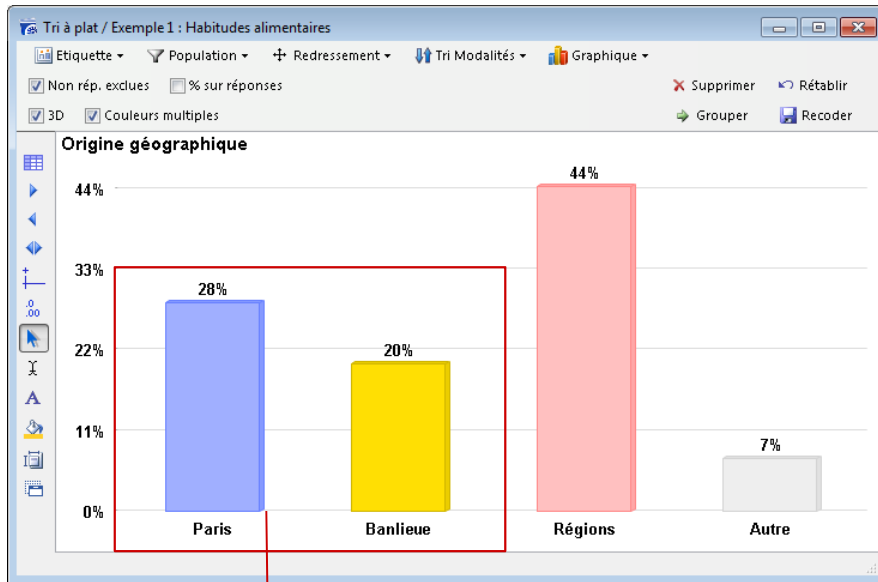 Tri à plat / Exemple 1 : Habitudes alimentaires
Etiquette Population Redressement Tri Modalités Graphique
Non rép. exclues % sur réponses Supprimer Rétablir
3D Couleurs multiples Grouper Recoder
Origine géographique
44%
44%
33%
28%
22%
20%
11%
7%
0%
Paris Banlieue Régions Autre